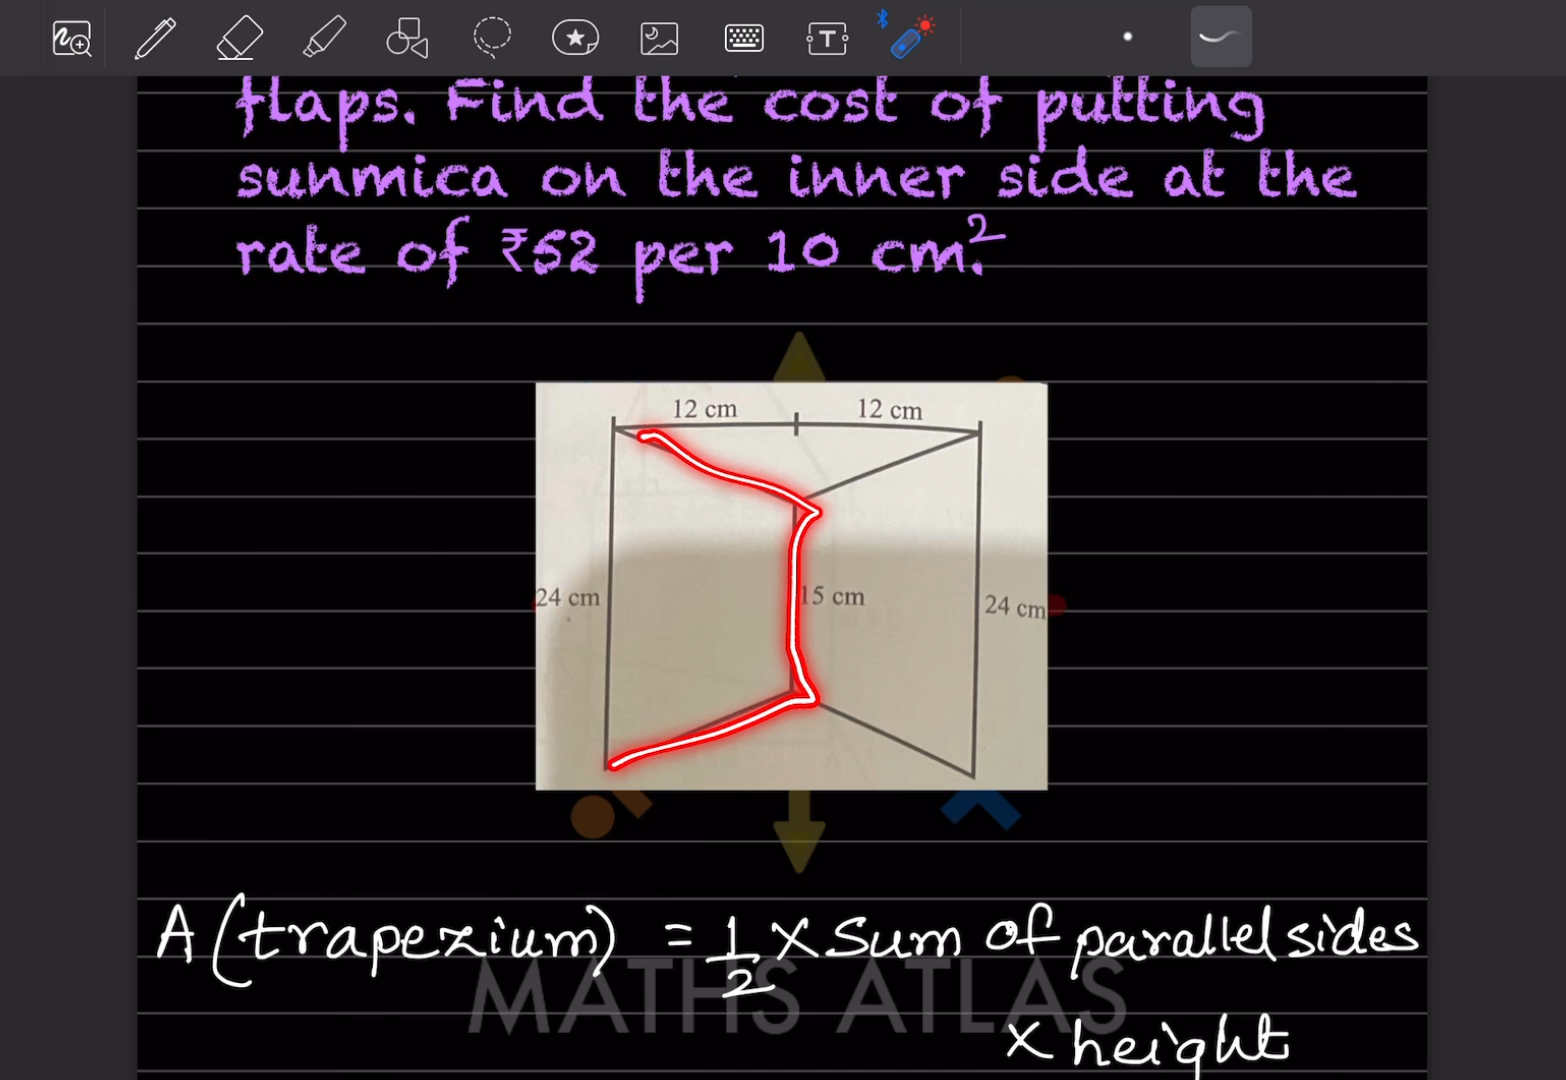 flaps. Find the cost of putting
sunmica on the inner side at the
rate of ₹52 per 10 cm².
12 cm 12 cm
24 cm 15 cm 24 cm
A (trapezium) = 1/2 × Sum of parallel sides
× height
MATHS ATLAS